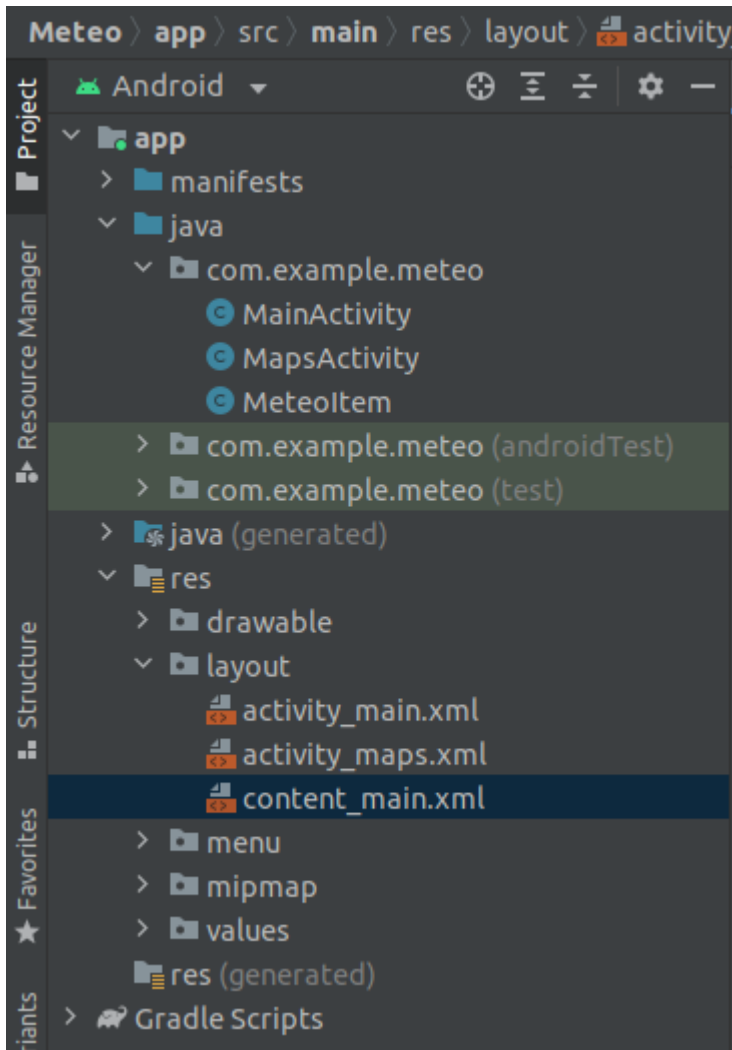 Meteo 〉 app 〉 src 〉 main 〉 res 〉 layout 〉 activity_
Android
app
manifests
java
com.example.meteo
MainActivity
MapsActivity
MeteoItem
com.example.meteo (androidTest)
com.example.meteo (test)
java (generated)
res
drawable
layout
activity_main.xml
activity_maps.xml
content_main.xml
menu
mipmap
values
res (generated)
Gradle Scripts
Project
Resource Manager
Structure
Favorites
riants